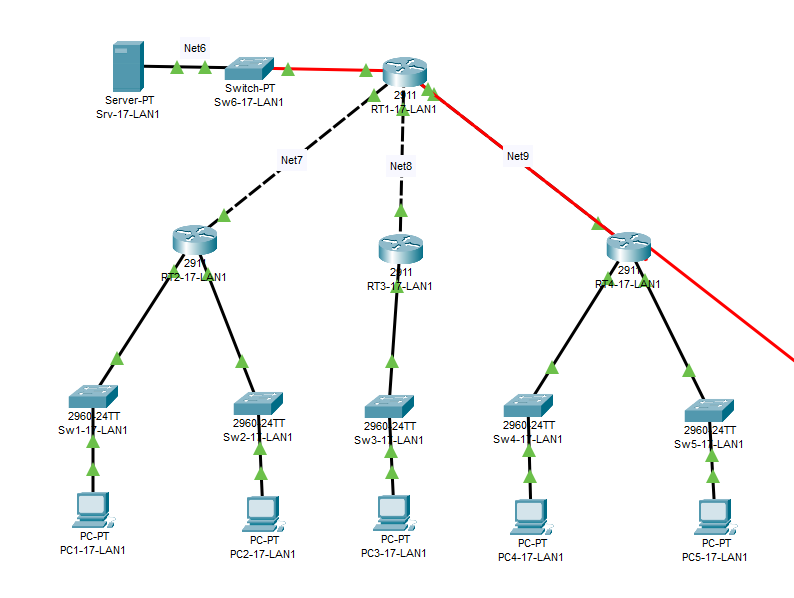 Net6
Server-PT
Srv-17-LAN1
Switch-PT
Sw6-17-LAN1
2911
RT1-17-LAN1
Net7
Net8
Net9
2911
RT2-17-LAN1
2911
RT3-17-LAN1
2911
RT4-17-LAN1
2960-24TT
Sw1-17-LAN1
2960-24TT
Sw2-17-LAN1
2960-24TT
Sw3-17-LAN1
2960-24TT
Sw4-17-LAN1
2960-24TT
Sw5-17-LAN1
PC-PT
PC1-17-LAN1
PC-PT
PC2-17-LAN1
PC-PT
PC3-17-LAN1
PC-PT
PC4-17-LAN1
PC-PT
PC5-17-LAN1